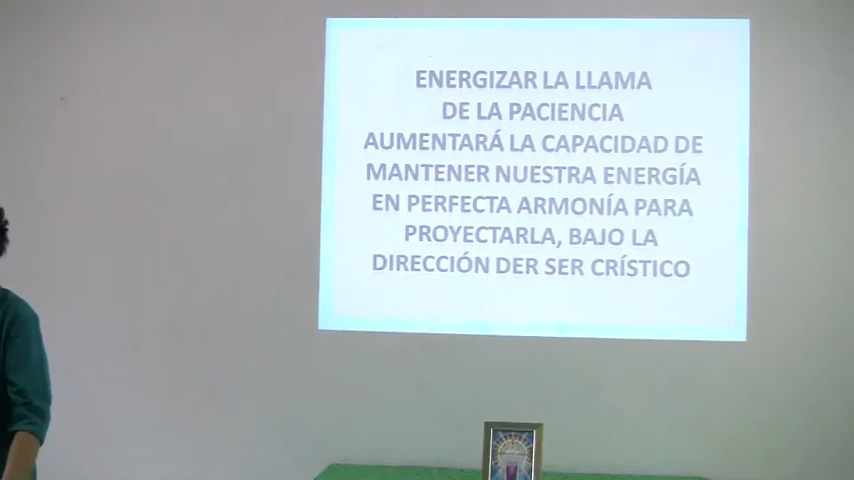 ENERGIZAR LA LLAMA
DE LA PACIENCIA
AUMENTARÁ LA CAPACIDAD DE
MANTENER NUESTRA ENERGÍA
EN PERFECTA ARMONÍA PARA
PROYECTARLA, BAJO LA
DIRECCIÓN DER SER CRÍSTICO